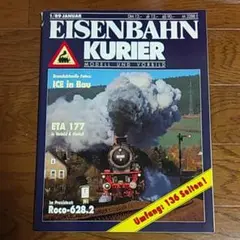 1/89 JANUAR
EISENBAHN
KURIER
MODELL UND VORBILD
ICE in Bau
ETA 177
Im Praxistest:
Roco-628.2
Umfang: 136 Seiten!